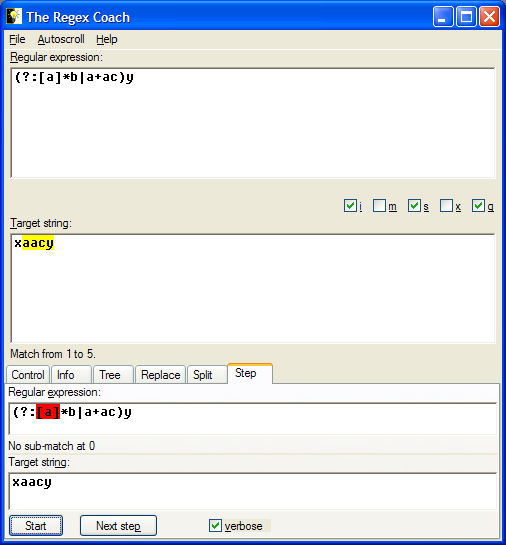 The Regex Coach
File Autoscroll Help
Regular expression:
(?:[a]*b|a+ac)y
i m s x g
Target string:
xaacy
Match from 1 to 5.
Control Info Tree Replace Split Step
Regular expression:
(?:[a]*b|a+ac)y
No sub-match at 0
Target string:
xaacy
Start Next step verbose